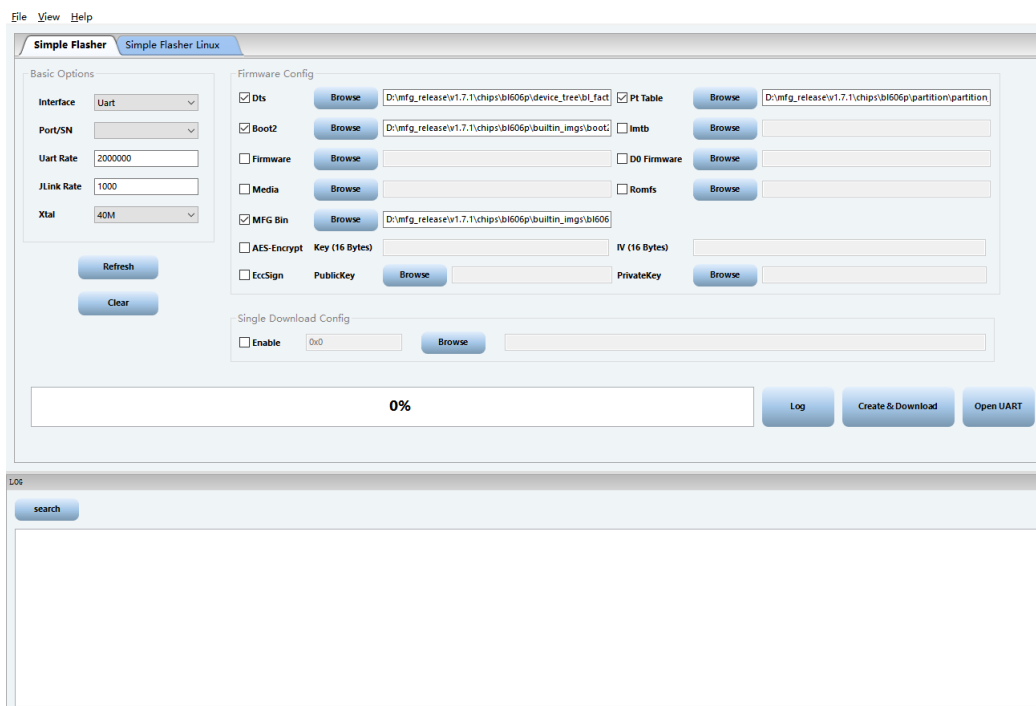 File View Help
Simple Flasher Simple Flasher Linux
Basic Options
Interface Uart
Port/SN
Uart Rate 2000000
JLink Rate 1000
Xtal 40M
Refresh
Clear
Firmware Config
Dts Browse D:\mfg_release\v1.7.1\chips\bl606p\device_tree\bl_fact Pt Table Browse D:\mfg_release\v1.7.1\chips\bl606p\partition\partition_
Boot2 Browse D:\mfg_release\v1.7.1\chips\bl606p\builtin_imgs\boot2 Imtb Browse
Firmware Browse D0 Firmware Browse
Media Browse Romfs Browse
MFG Bin Browse D:\mfg_release\v1.7.1\chips\bl606p\builtin_imgs\bl606
AES-Encrypt Key (16 Bytes) IV (16 Bytes)
EccSign PublicKey Browse PrivateKey Browse
Single Download Config
Enable 0x0 Browse
0% Log Create & Download Open UART
LOG
search